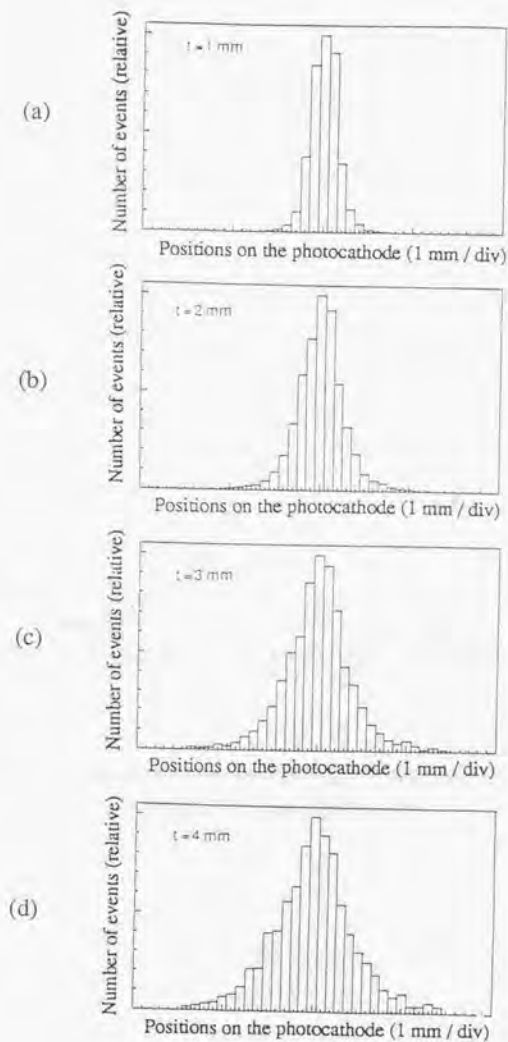 (a)
Number of events (relative)
t = 1 mm
Positions on the photocathode (1 mm / div)
(b)
Number of events (relative)
t = 2 mm
Positions on the photocathode (1 mm / div)
(c)
Number of events (relative)
t = 3 mm
Positions on the photocathode (1 mm / div)
(d)
Number of events (relative)
t = 4 mm
Positions on the photocathode (1 mm / div)